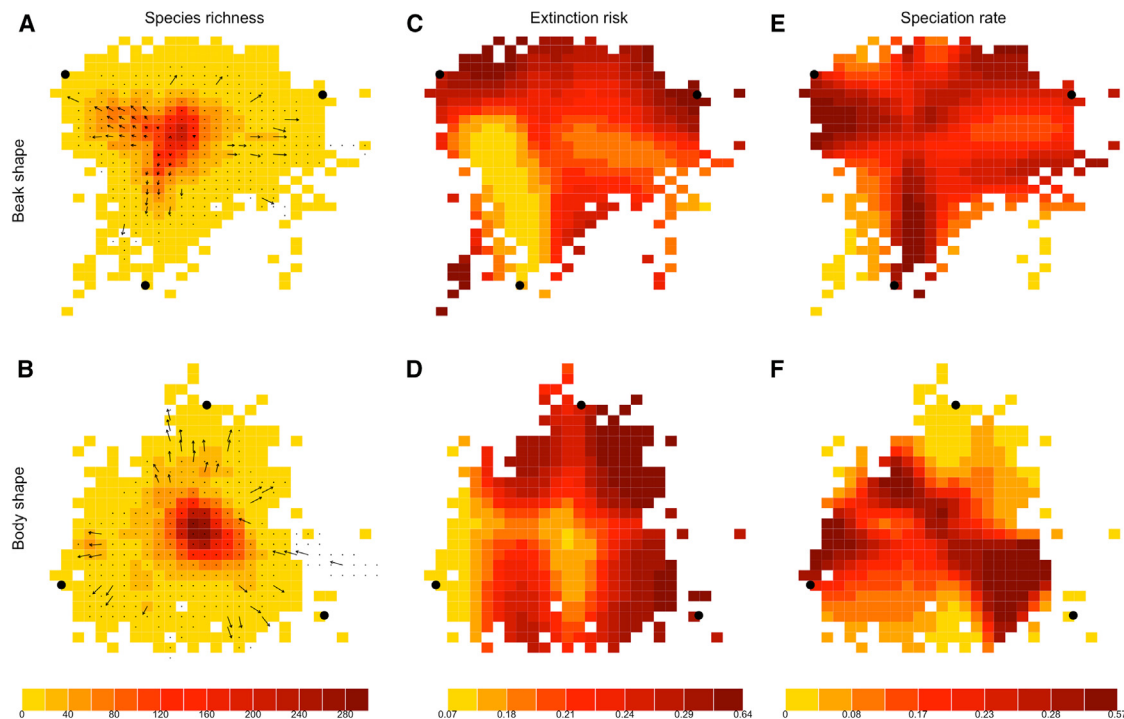 A Species richness C Extinction risk E Speciation rate
Beak shape
B D F
Body shape
0 40 80 120 160 200 240 280 0.07 0.18 0.21 0.24 0.29 0.64 0 0.08 0.17 0.23 0.28 0.57